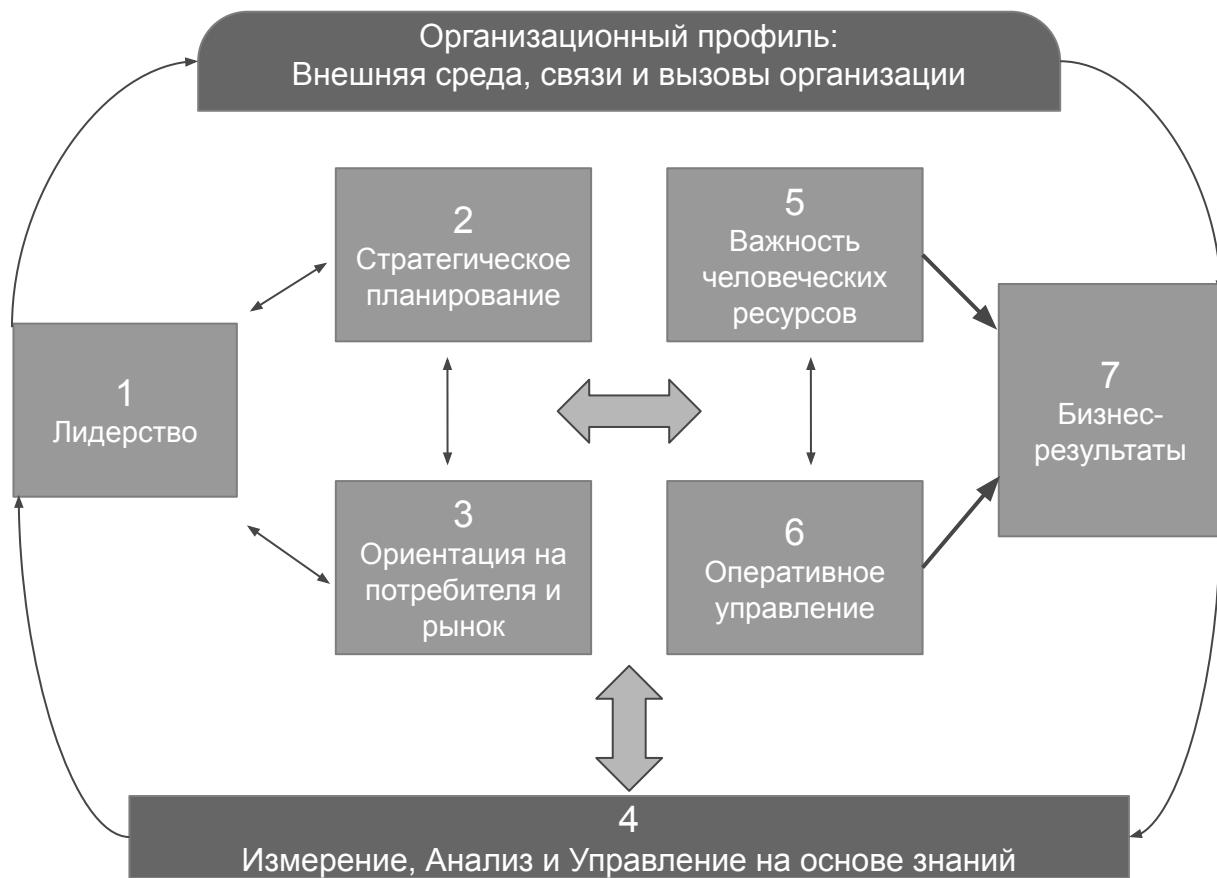 Организационный профиль:
Внешняя среда, связи и вызовы организации
2
Стратегическое
планирование
5
Важность
человеческих
ресурсов
1
Лидерство
7
Бизнес-
результаты
3
Ориентация на
потребителя и
рынок
6
Оперативное
управление
4
Измерение, Анализ и Управление на основе знаний